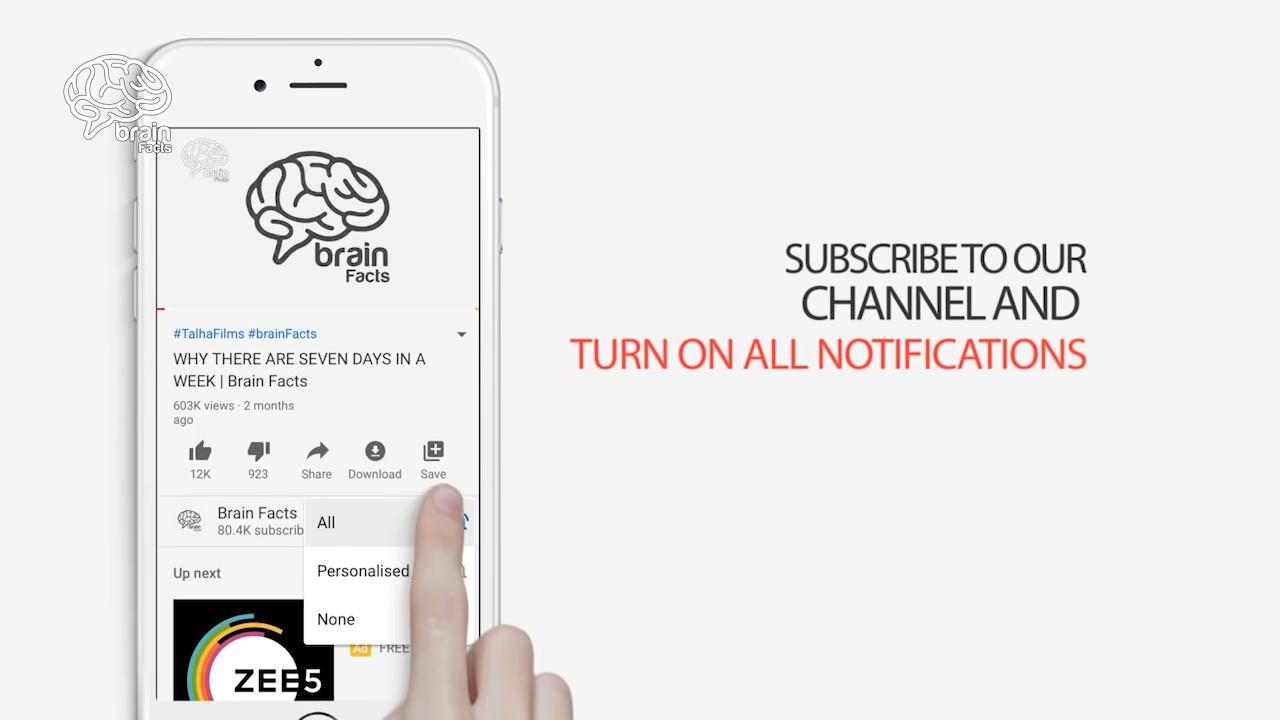 brain
Facts
brain
Facts
brain
Facts
#TalhaFilms #brainFacts
WHY THERE ARE SEVEN DAYS IN A
WEEK | Brain Facts
603K views · 2 months
ago
12K
923
Share
Download
Save
Brain Facts
80.4K subscrib
All
Personalised
None
Up next
ZEE5
Ad
FREE
SUBSCRIBE TO OUR
CHANNEL AND
TURN ON ALL NOTIFICATIONS